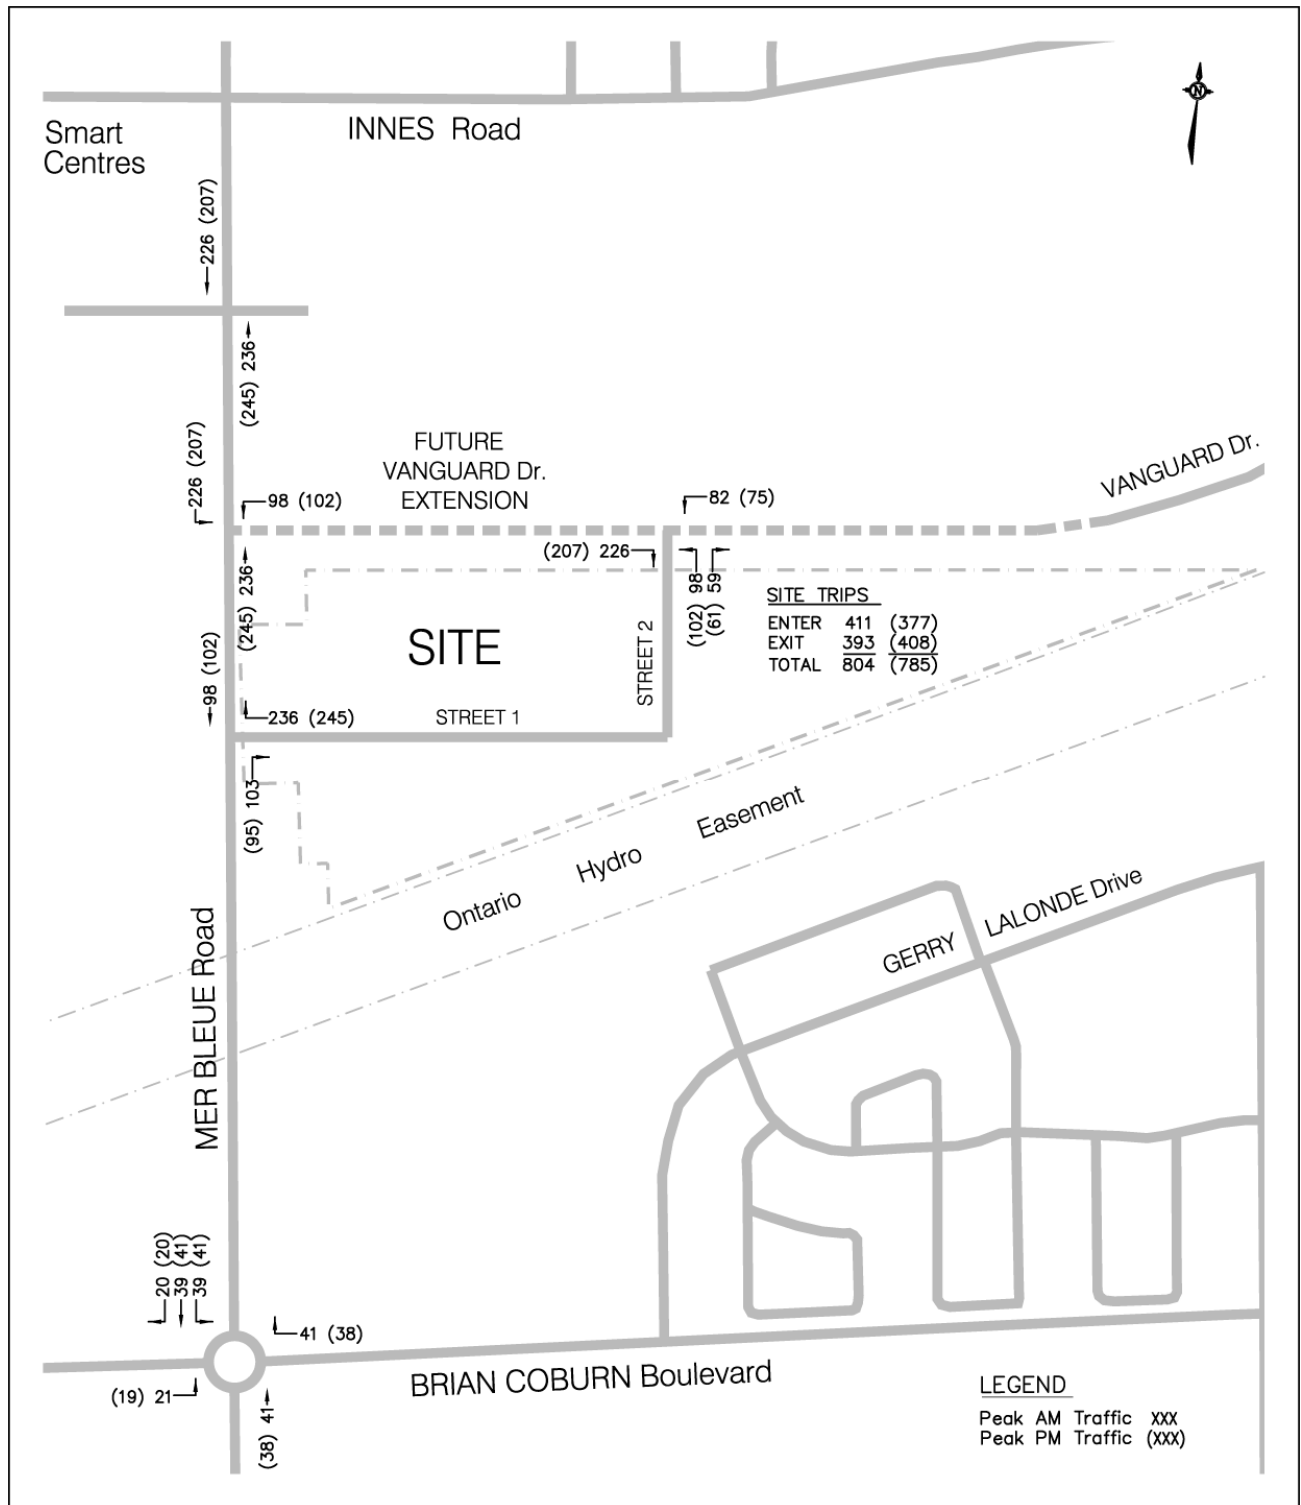 INNES Road
Smart
Centres
N
226 (207)
(245) 236
226 (207)
FUTURE
VANGUARD Dr.
EXTENSION
98 (102)
82 (75)
VANGUARD Dr.
(207) 226
(245) 236
(102) 98
(61) 59
SITE TRIPS
ENTER 411 (377)
EXIT 393 (408)
TOTAL 804 (785)
SITE
STREET 2
98 (102)
236 (245)
STREET 1
(95) 103
Ontario Hydro Easement
MER BLEUE Road
GERRY LALONDE Drive
20 (20)
39 (41)
39 (41)
41 (38)
(19) 21
(38) 41
BRIAN COBURN Boulevard
LEGEND
Peak AM Traffic XXX
Peak PM Traffic (XXX)